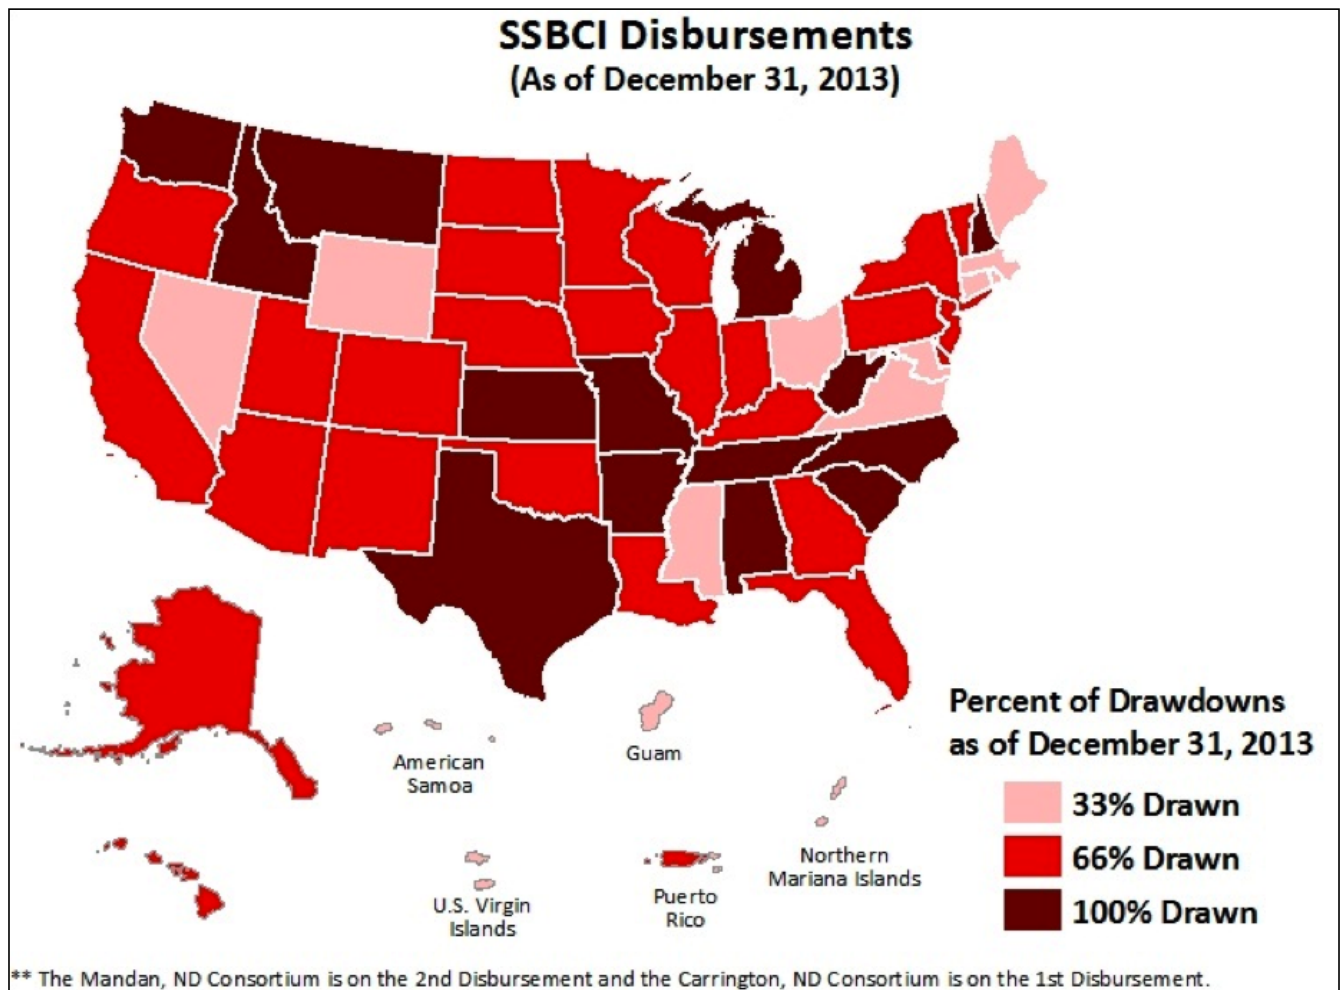 SSBCI Disbursements
(As of December 31, 2013)
American
Samoa
Guam
Northern
Mariana Islands
U.S. Virgin
Islands
Puerto
Rico
Percent of Drawdowns
as of December 31, 2013
33% Drawn
66% Drawn
100% Drawn
** The Mandan, ND Consortium is on the 2nd Disbursement and the Carrington, ND Consortium is on the 1st Disbursement.